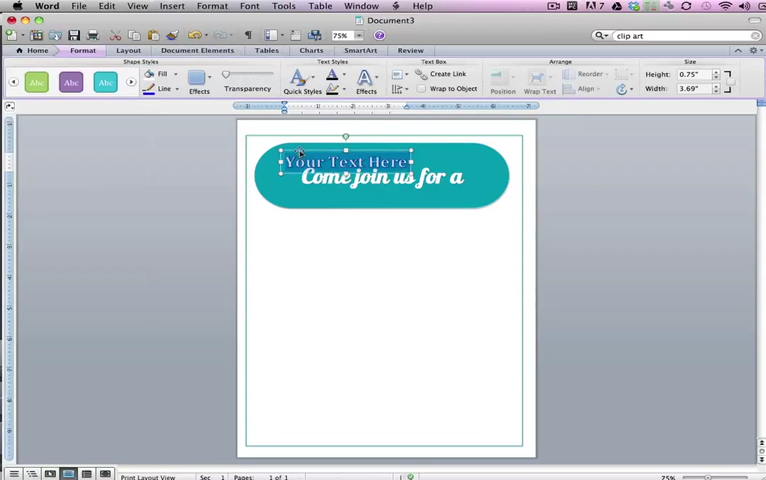 Word File Edit View Insert Format Font Tools Table Window Help
Document3
75% clip art
Home Format Layout Document Elements Tables Charts SmartArt Review
Shape Styles Text Styles Text Box Arrange Size
Abc Abc Abc Fill Line Effects Transparency Quick Styles Effects Create Link Wrap to Object Position Wrap Text Reorder Align Height: 0.75" Width: 3.69"
Your Text Here
Come join us for a
Print Layout View Sec 1 Pages: 1 of 1 75%